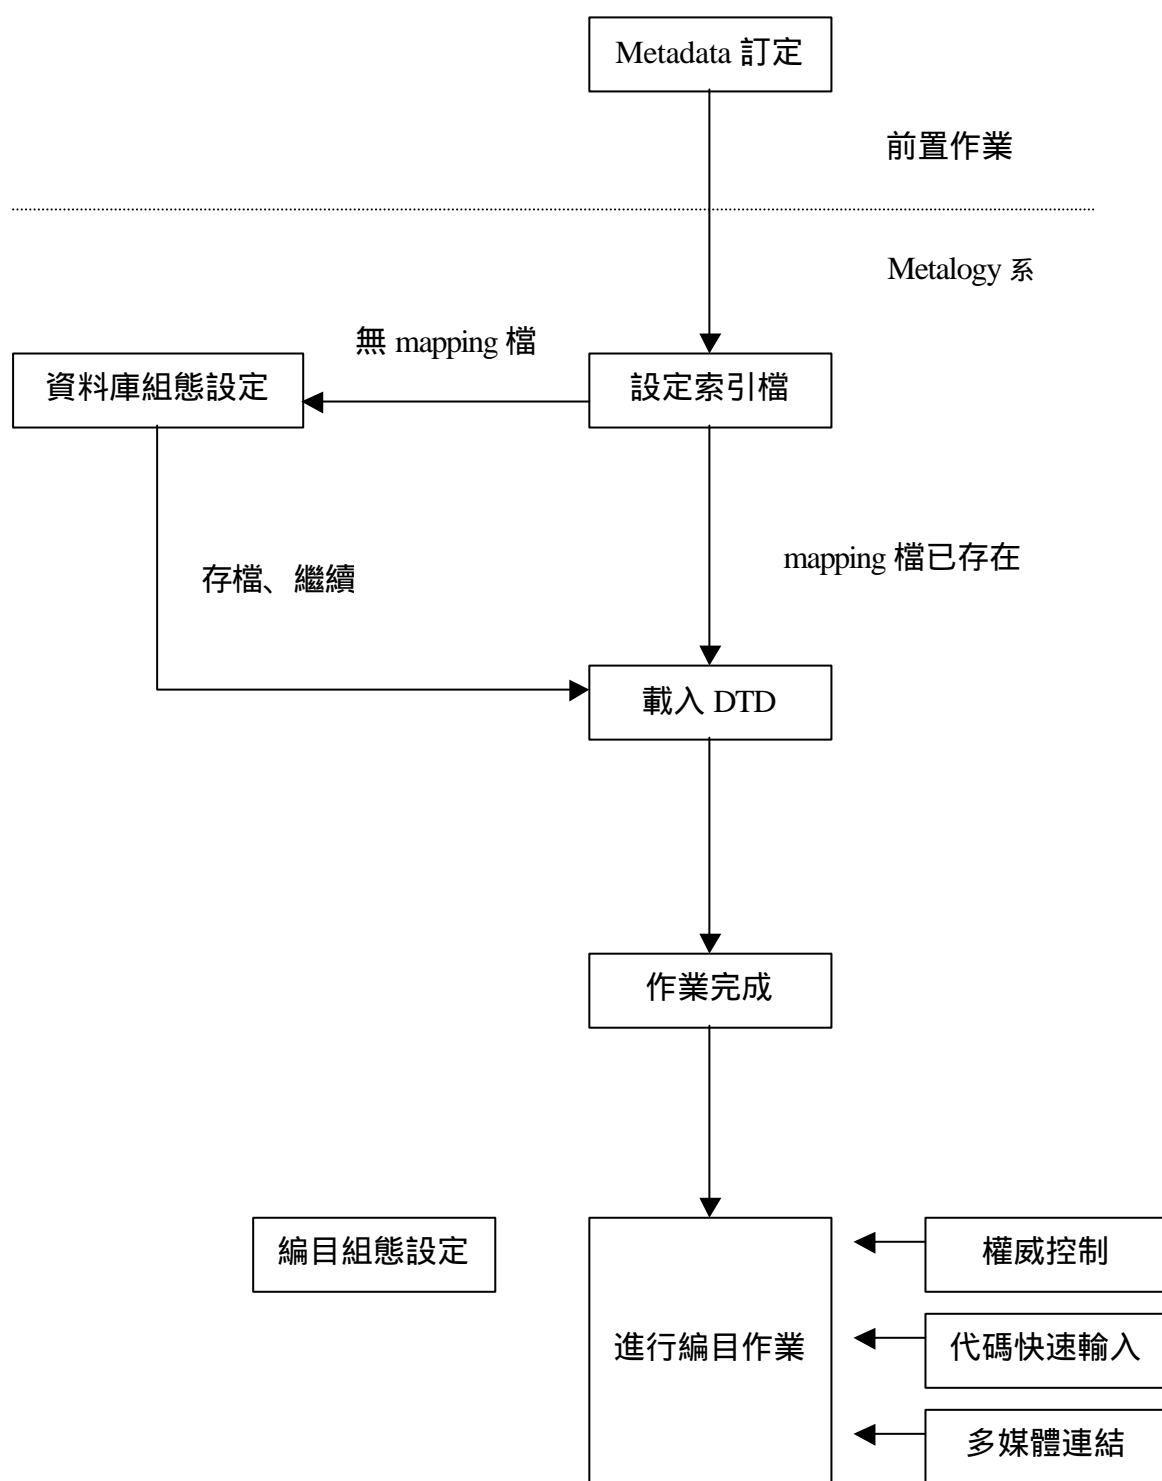 Metadata 訂定
前置作業
Metalogy 系
無 mapping 檔
資料庫組態設定
設定索引檔
mapping 檔已存在
存檔、繼續
載入 DTD
作業完成
編目組態設定
權威控制
進行編目作業
代碼快速輸入
多媒體連結